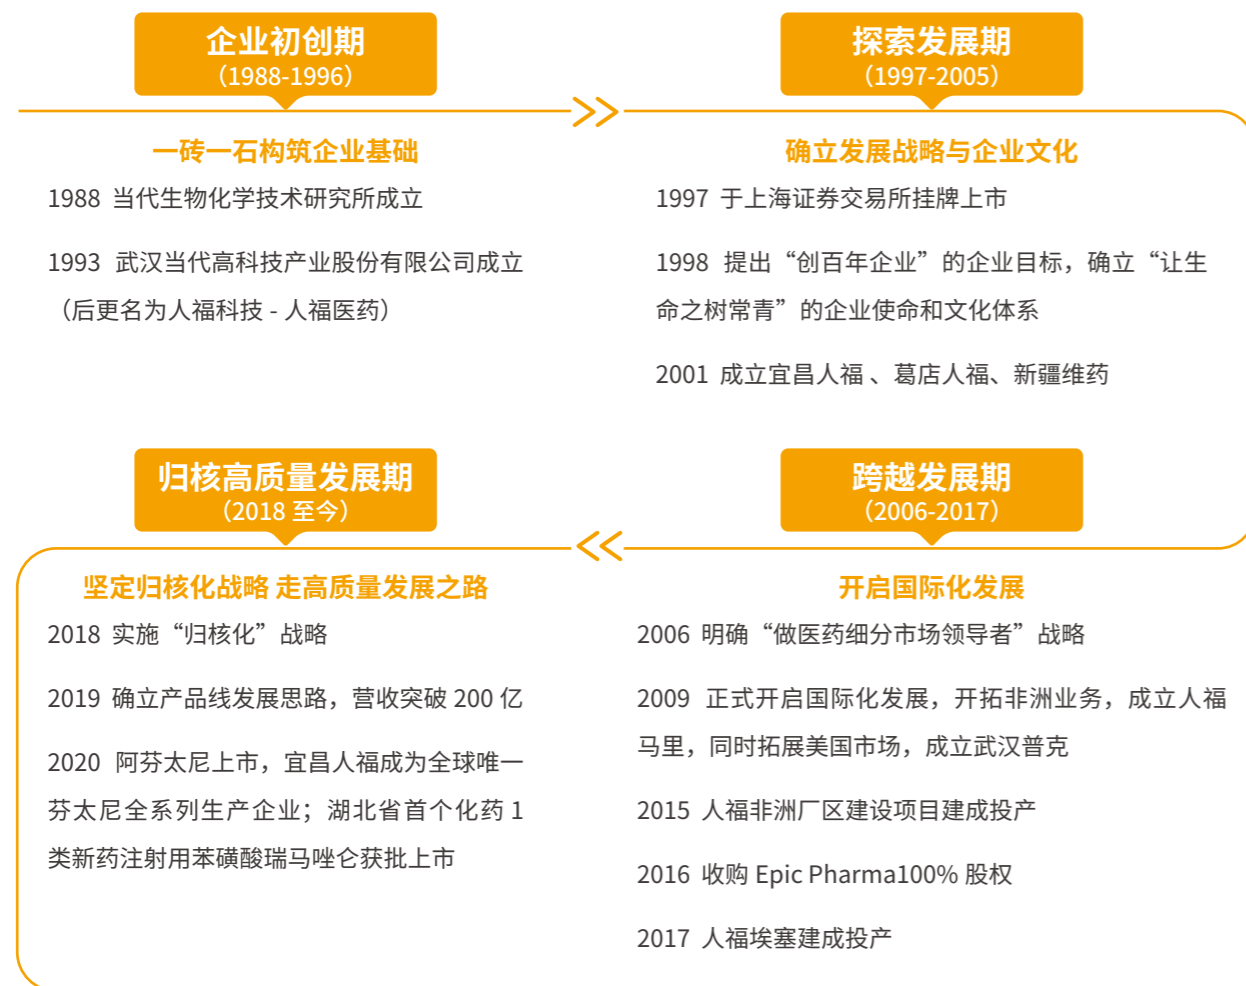 企业初创期
（1988-1996）
一砖一石构筑企业基础
1988 当代生物化学技术研究所成立
1993 武汉当代高科技产业股份有限公司成立
（后更名为人福科技 - 人福医药）
探索发展期
（1997-2005）
确立发展战略与企业文化
1997 于上海证券交易所挂牌上市
1998 提出“创百年企业”的企业目标，确立“让生
命之树常青”的企业使命和文化体系
2001 成立宜昌人福 、葛店人福、新疆维药
跨越发展期
（2006-2017）
开启国际化发展
2006 明确“做医药细分市场领导者”战略
2009 正式开启国际化发展，开拓非洲业务，成立人福
马里，同时拓展美国市场，成立武汉普克
2015 人福非洲厂区建设项目建成投产
2016 收购 Epic Pharma100% 股权
2017 人福埃塞建成投产
归核高质量发展期
（2018 至今）
坚定归核化战略 走高质量发展之路
2018 实施“归核化”战略
2019 确立产品线发展思路，营收突破 200 亿
2020 阿芬太尼上市，宜昌人福成为全球唯一
芬太尼全系列生产企业；湖北省首个化药 1
类新药注射用苯磺酸瑞马唑仑获批上市